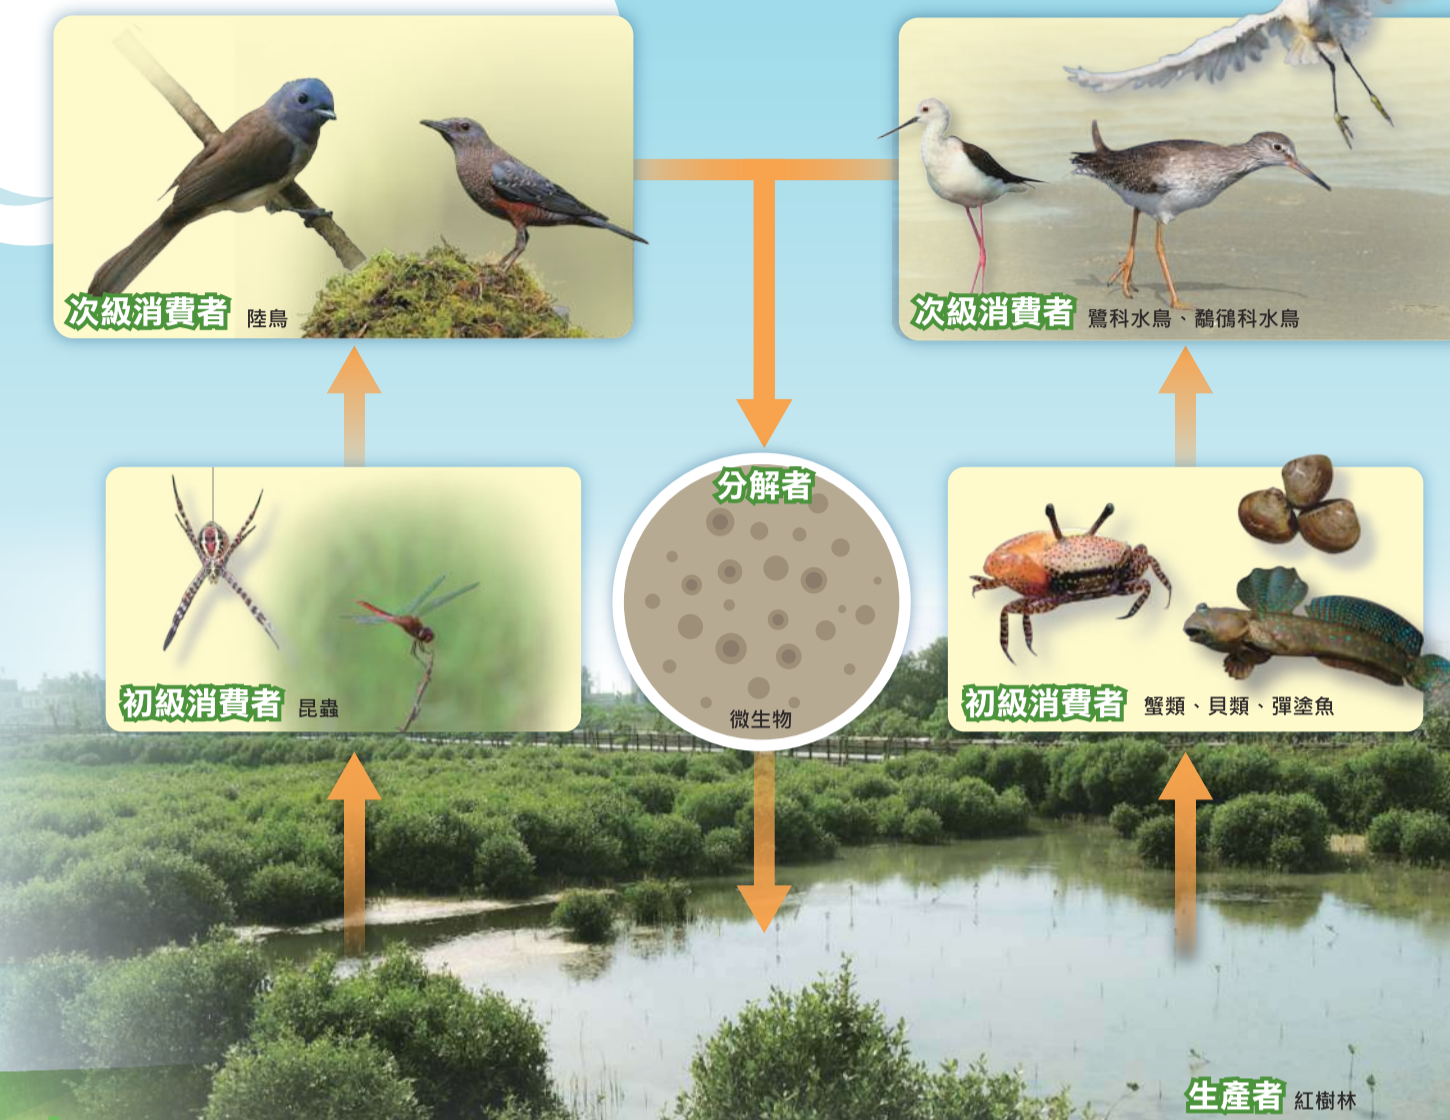 次級消費者 陸鳥
次級消費者 鷺科水鳥、鷸鴴科水鳥
分解者
微生物
初級消費者 昆蟲
初級消費者 蟹類、貝類、彈塗魚
生產者 紅樹林